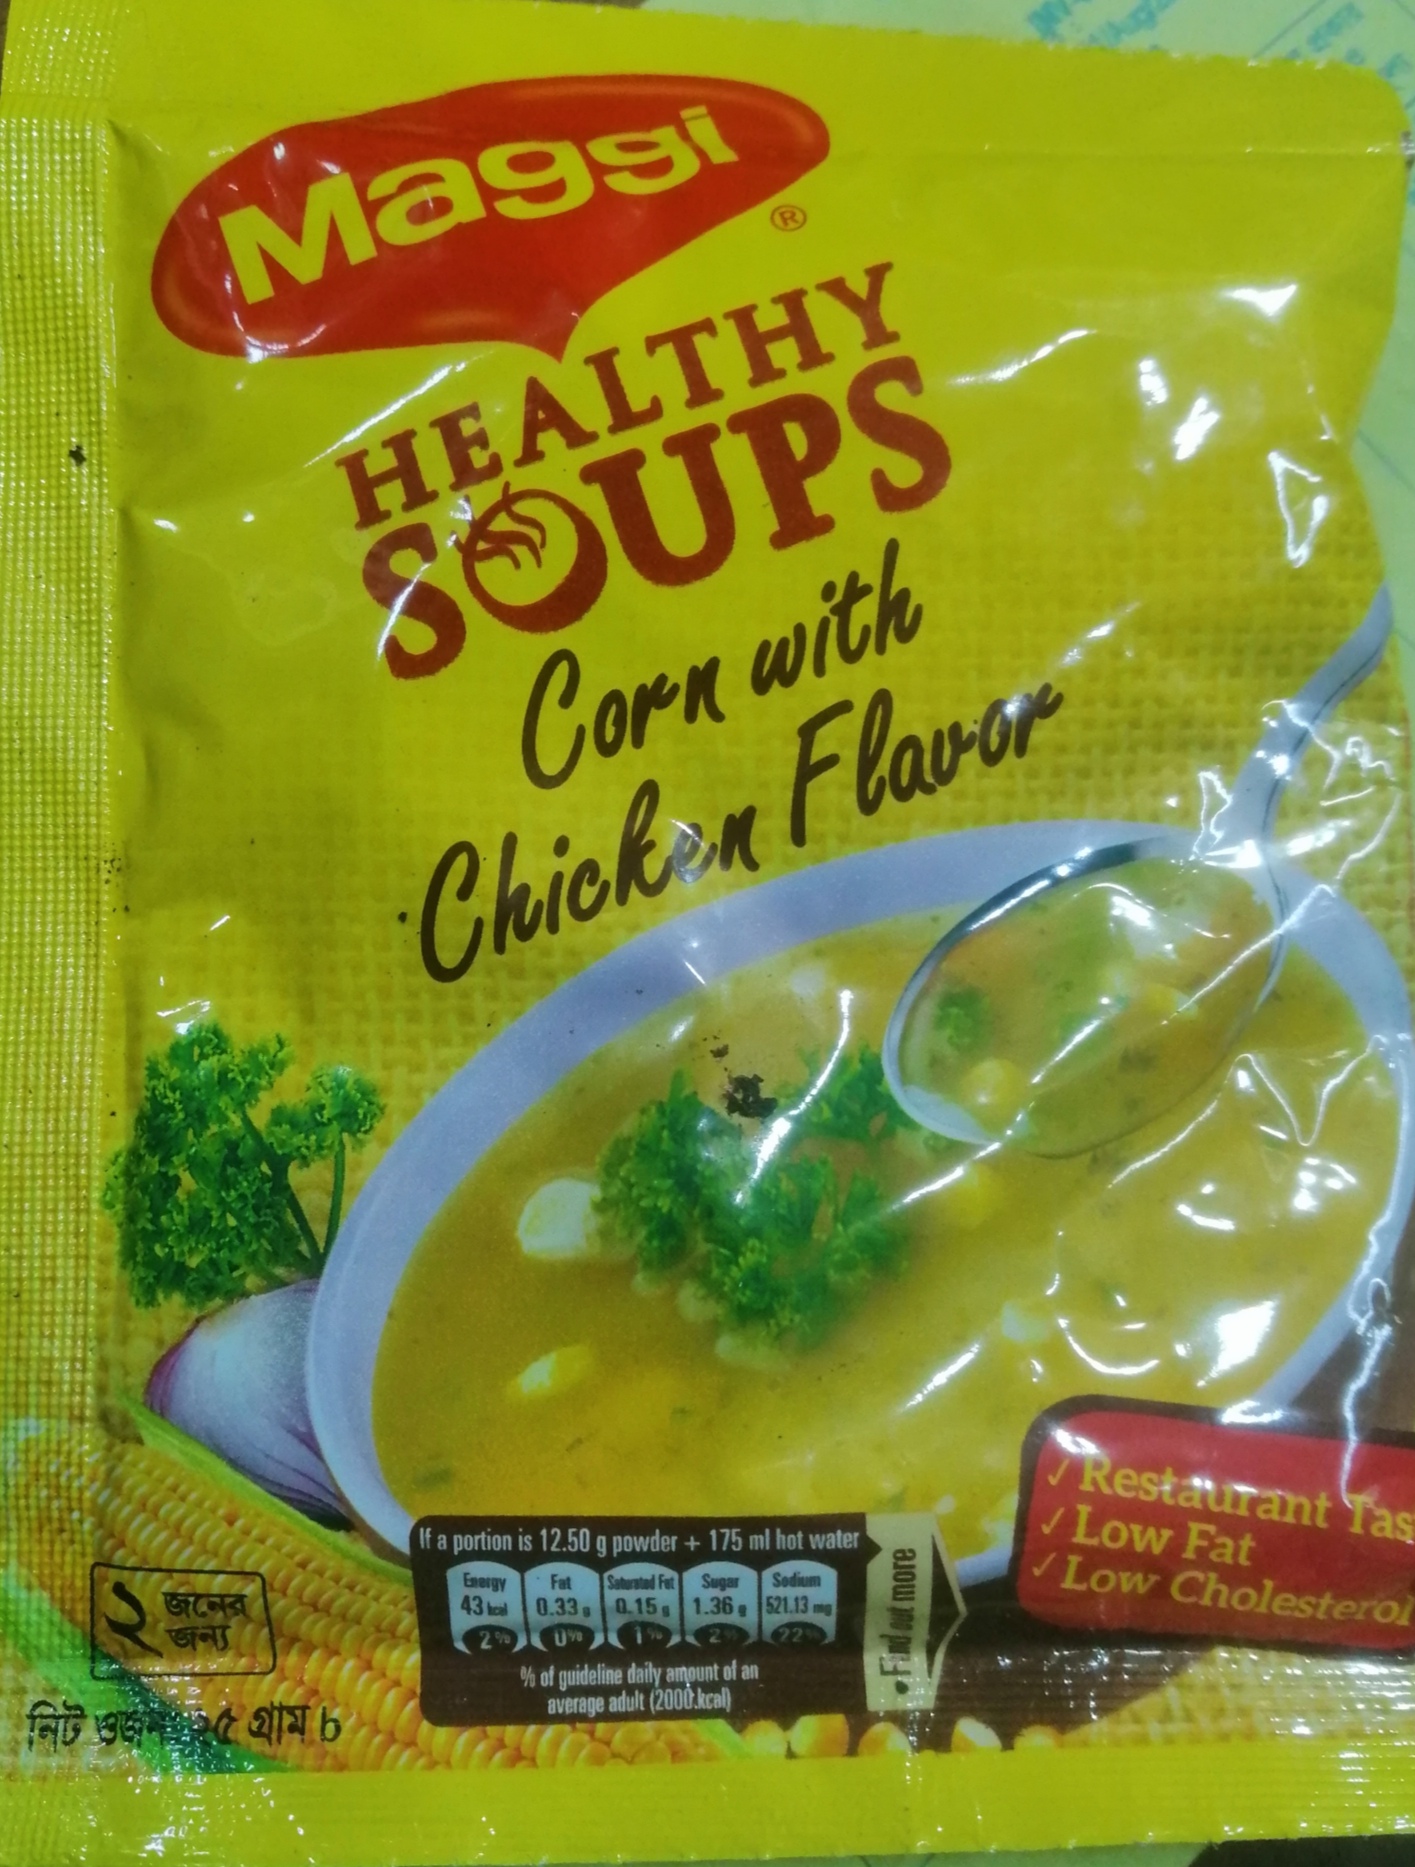 Maggi
®
HEALTHY
SOUPS
Corn with
Chicken Flavor
✓ Restaurant Tas
✓ Low Fat
✓ Low Cholesterol
If a portion is 12.50 g powder + 175 ml hot water
Energy Fat Saturated Fat Sugar Sodium
43 kcal 0.33 g 0.15 g 1.36 g 521.13 mg
2% 0% 1% 2% 22%
% of guideline daily amount of an
average adult (2000.kcal)
• Find out more
২ জনের
জন্য
নিট ওজন ২৫ গ্রাম b